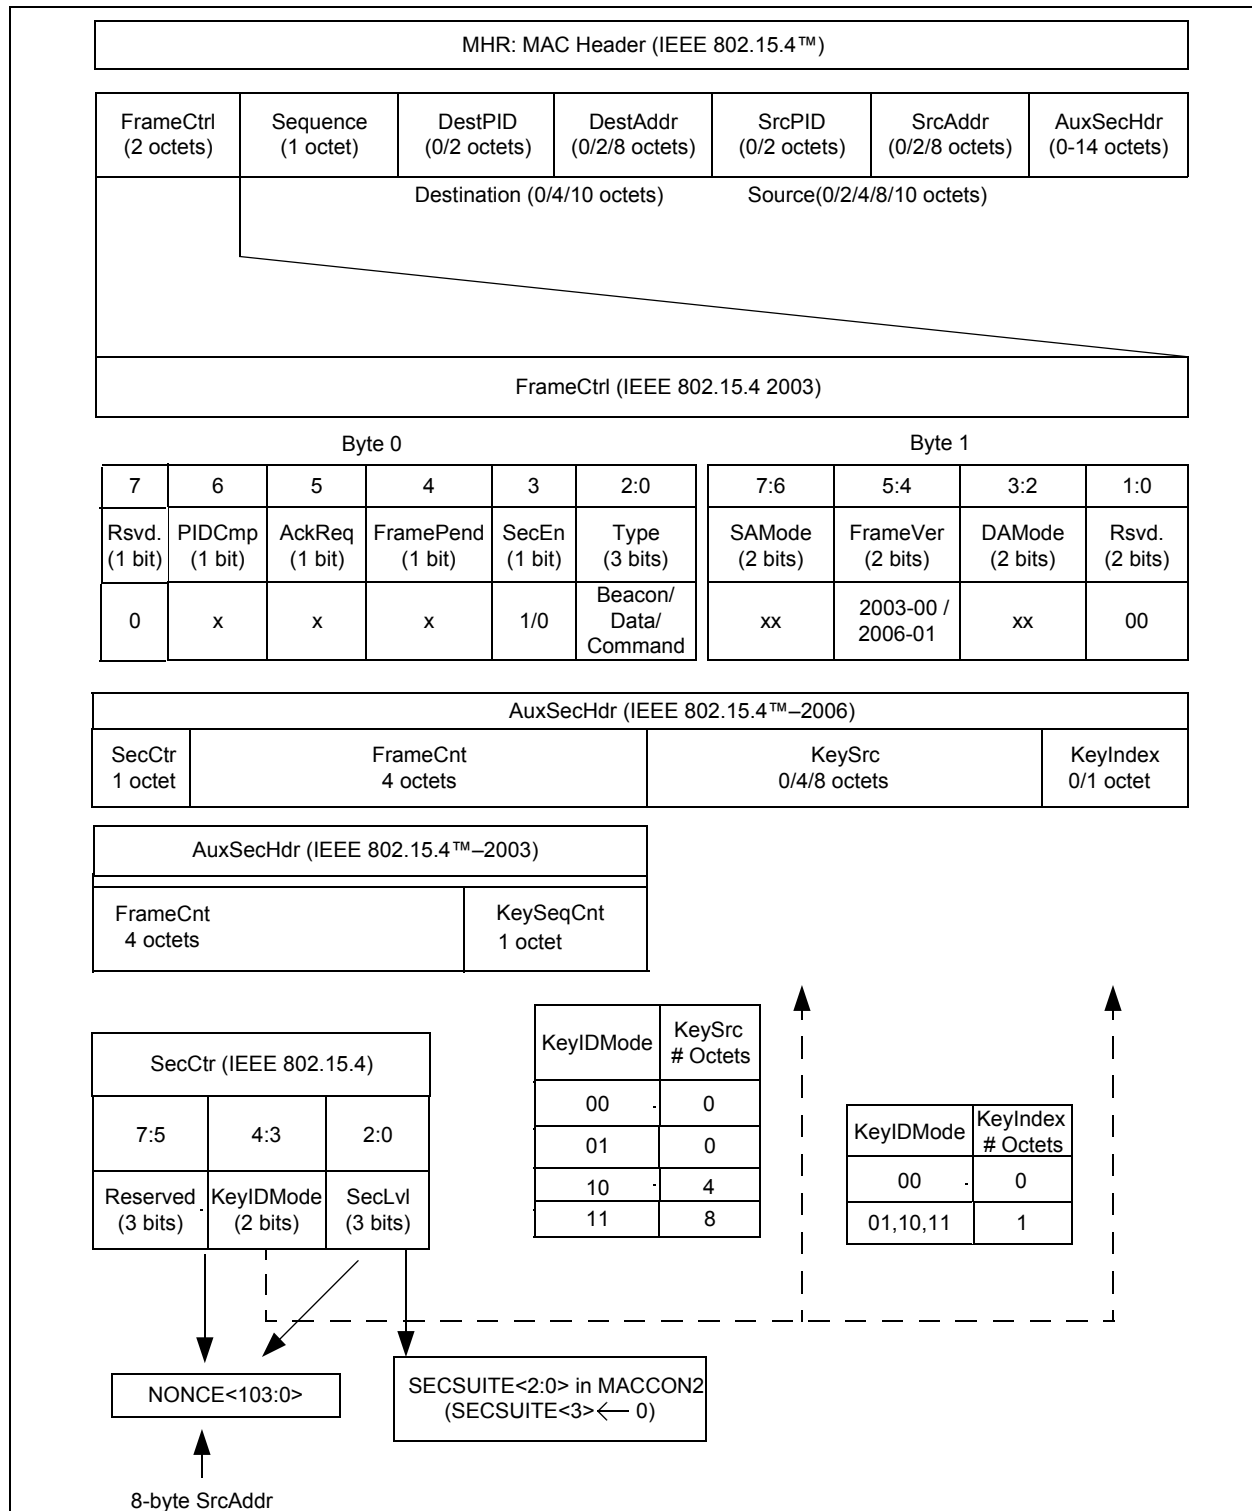 MHR: MAC Header (IEEE 802.15.4™)
FrameCtrl Sequence DestPID DestAddr SrcPID SrcAddr AuxSecHdr
(2 octets) (1 octet) (0/2 octets) (0/2/8 octets) (0/2 octets) (0/2/8 octets) (0-14 octets)
Destination (0/4/10 octets) Source(0/2/4/8/10 octets)
FrameCtrl (IEEE 802.15.4 2003)
Byte 0 Byte 1
7 6 5 4 3 2:0 7:6 5:4 3:2 1:0
Rsvd. PIDCmp AckReq FramePend SecEn Type SAMode FrameVer DAMode Rsvd.
(1 bit) (1 bit) (1 bit) (1 bit) (1 bit) (3 bits) (2 bits) (2 bits) (2 bits) (2 bits)
0 x x x 1/0 Beacon/ Data/ Command xx 2003-00 / 2006-01 xx 00
AuxSecHdr (IEEE 802.15.4™–2006)
SecCtr FrameCnt KeySrc KeyIndex
1 octet 4 octets 0/4/8 octets 0/1 octet
AuxSecHdr (IEEE 802.15.4™–2003)
FrameCnt KeySeqCnt
4 octets 1 octet
SecCtr (IEEE 802.15.4)
7:5 4:3 2:0
Reserved KeyIDMode SecLvl
(3 bits) (2 bits) (3 bits)
KeyIDMode KeySrc # Octets
00 0
01 0
10 4
11 8
KeyIDMode KeyIndex # Octets
00 0
01,10,11 1
NONCE<103:0>
SECSUITE<2:0> in MACCON2
(SECSUITE<3>← 0)
8-byte SrcAddr